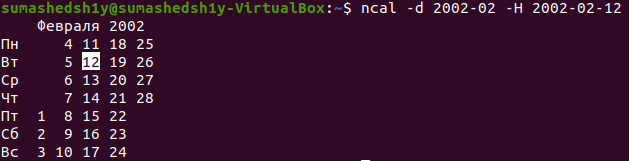 sumashedsh1y@sumashedsh1y-VirtualBox:~$ ncal -d 2002-02 -H 2002-02-12
    Февраля 2002
Пн     4 11 18 25
Вт     5 12 19 26
Ср     6 13 20 27
Чт     7 14 21 28
Пт  1  8 15 22
Сб  2  9 16 23
Вс  3 10 17 24